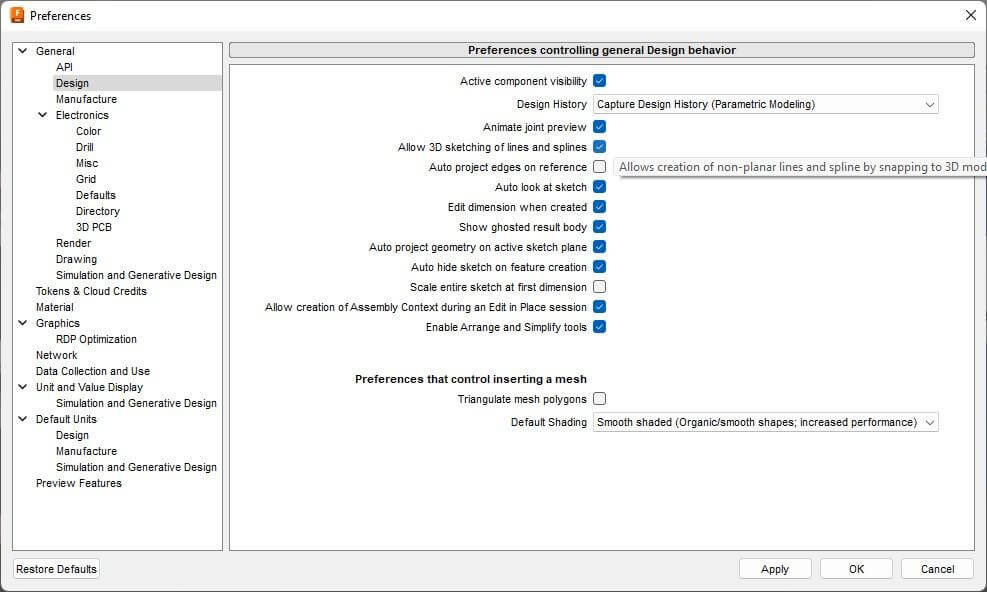 Preferences
General
API
Design
Manufacture
Electronics
Color
Drill
Misc
Grid
Defaults
Directory
3D PCB
Render
Drawing
Simulation and Generative Design
Tokens & Cloud Credits
Material
Graphics
RDP Optimization
Network
Data Collection and Use
Unit and Value Display
Simulation and Generative Design
Default Units
Design
Manufacture
Simulation and Generative Design
Preview Features
Preferences controlling general Design behavior
Active component visibility
Design History Capture Design History (Parametric Modeling)
Animate joint preview
Allow 3D sketching of lines and splines
Auto project edges on reference Allows creation of non-planar lines and spline by snapping to 3D mod
Auto look at sketch
Edit dimension when created
Show ghosted result body
Auto project geometry on active sketch plane
Auto hide sketch on feature creation
Scale entire sketch at first dimension
Allow creation of Assembly Context during an Edit in Place session
Enable Arrange and Simplify tools
Preferences that control inserting a mesh
Triangulate mesh polygons
Default Shading Smooth shaded (Organic/smooth shapes; increased performance)
Restore Defaults Apply OK Cancel